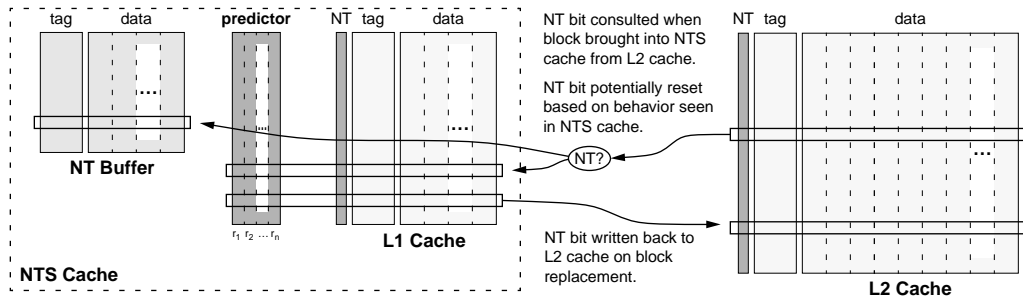 tag data predictor NT tag data
NT bit consulted when
block brought into NTS
cache from L2 cache.
NT bit potentially reset
based on behavior seen
in NTS cache.
NT tag data
...
...
...
...
NT?
NT Buffer
r1 r2 ... rn
L1 Cache
NT bit written back to
L2 cache on block
replacement.
NTS Cache
L2 Cache